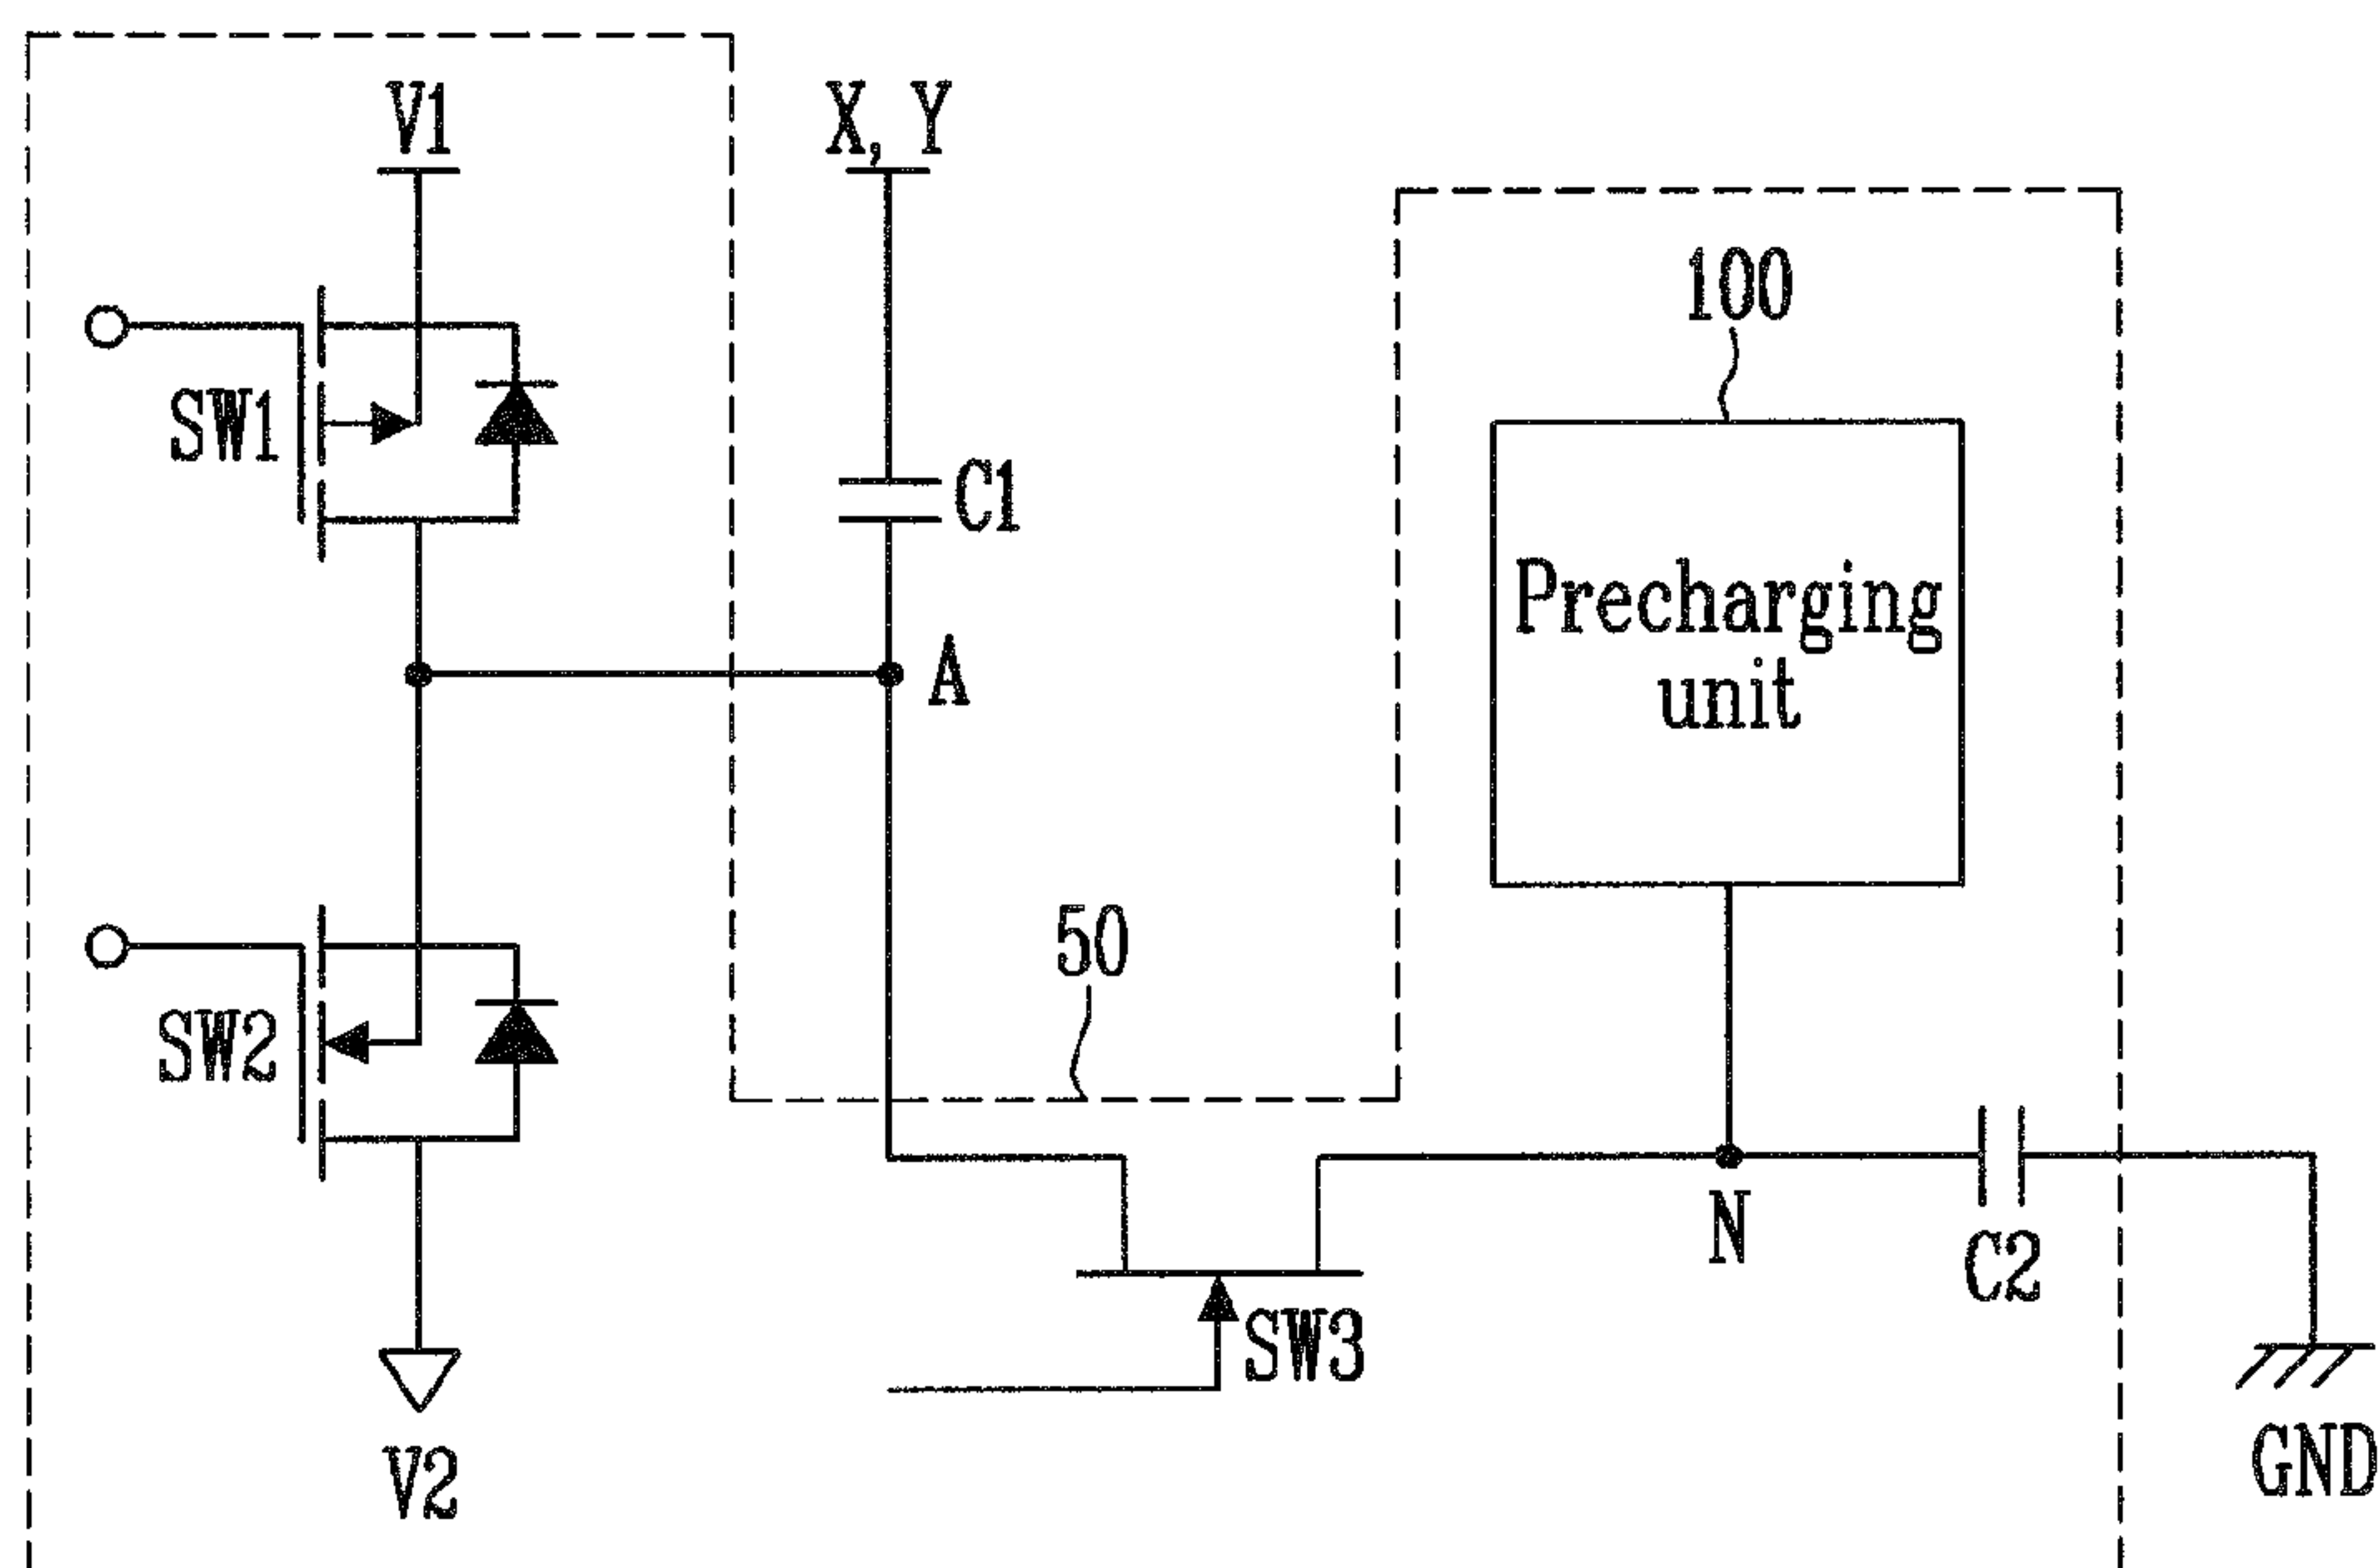 V1
X, Y
100
SW1
C1
Precharging
unit
A
50
SW2
N
C2
SW3
GND
V2